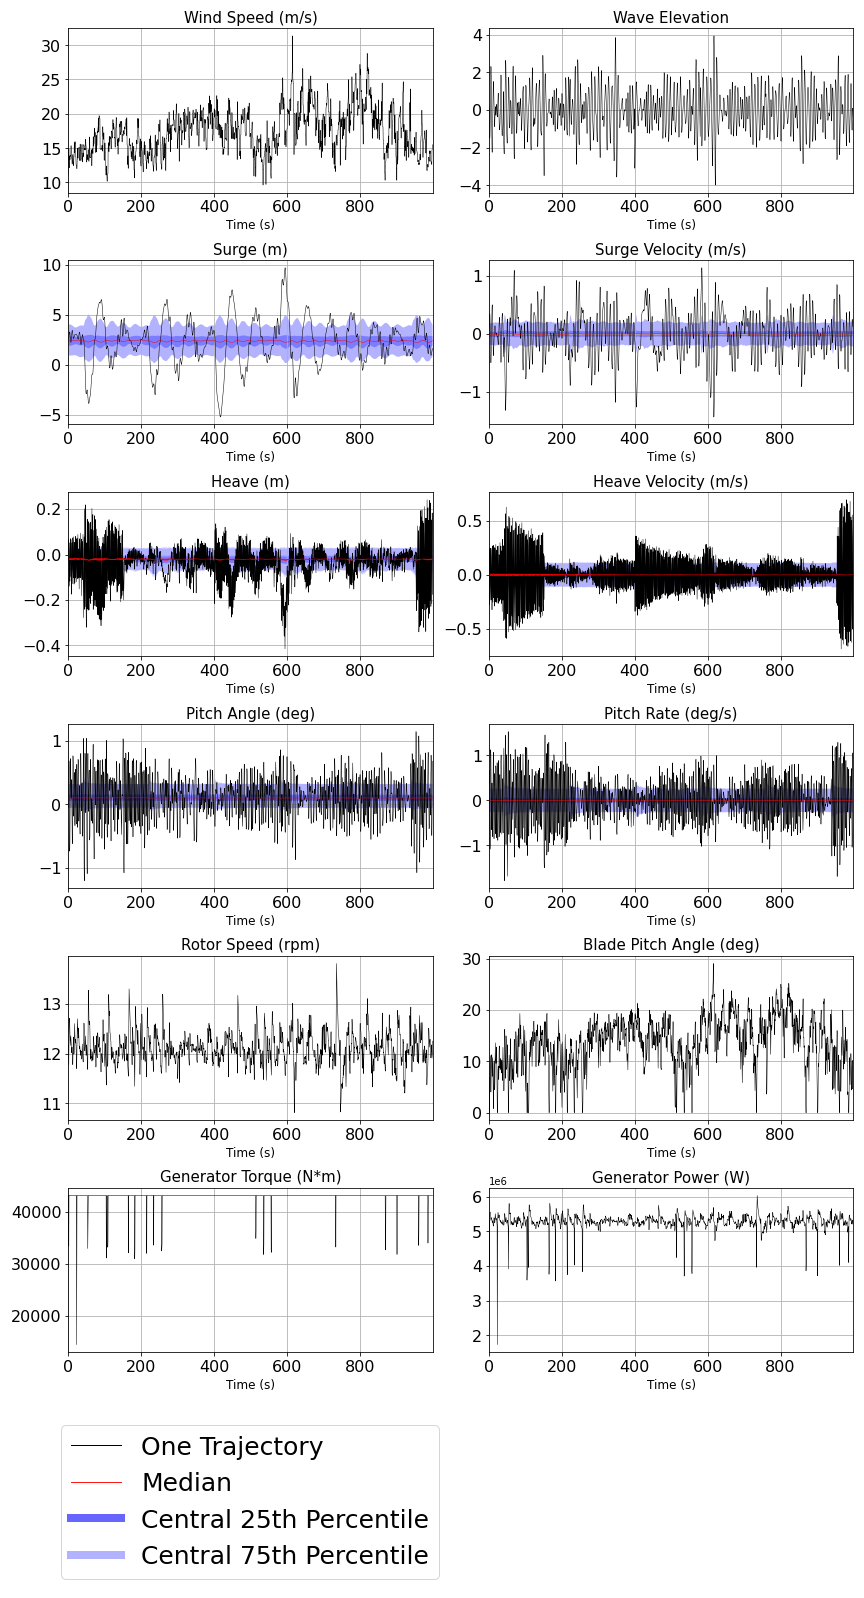 Wind Speed (m/s)
30
25
20
15
10
0 200 400 600 800
Time (s)
Wave Elevation
4
2
0
−2
−4
0 200 400 600 800
Time (s)
Surge (m)
10
5
0
−5
0 200 400 600 800
Time (s)
Surge Velocity (m/s)
1
0
−1
0 200 400 600 800
Time (s)
Heave (m)
0.2
0.0
−0.2
−0.4
0 200 400 600 800
Time (s)
Heave Velocity (m/s)
0.5
0.0
−0.5
0 200 400 600 800
Time (s)
Pitch Angle (deg)
1
0
−1
0 200 400 600 800
Time (s)
Pitch Rate (deg/s)
1
0
−1
0 200 400 600 800
Time (s)
Rotor Speed (rpm)
13
12
11
0 200 400 600 800
Time (s)
Blade Pitch Angle (deg)
30
20
10
0
0 200 400 600 800
Time (s)
Generator Torque (N*m)
40000
30000
20000
0 200 400 600 800
Time (s)
Generator Power (W)
1e6
6
5
4
3
2
0 200 400 600 800
Time (s)
One Trajectory
Median
Central 25th Percentile
Central 75th Percentile